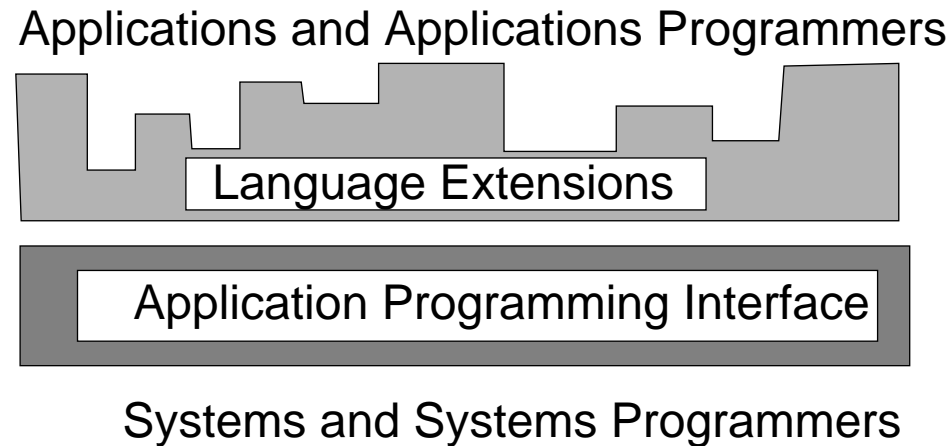 Applications and Applications Programmers
Language Extensions
Application Programming Interface
Systems and Systems Programmers